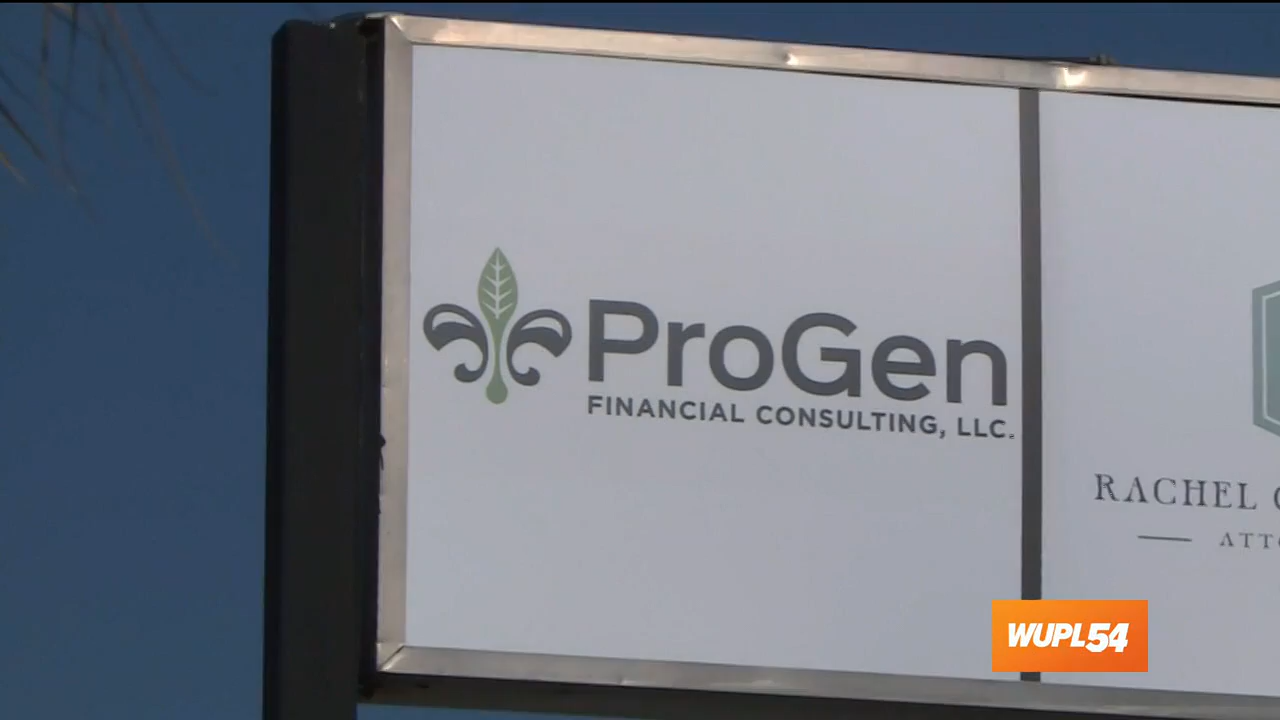 ProGen
FINANCIAL CONSULTING, LLC.
RACHEL
WUPL54